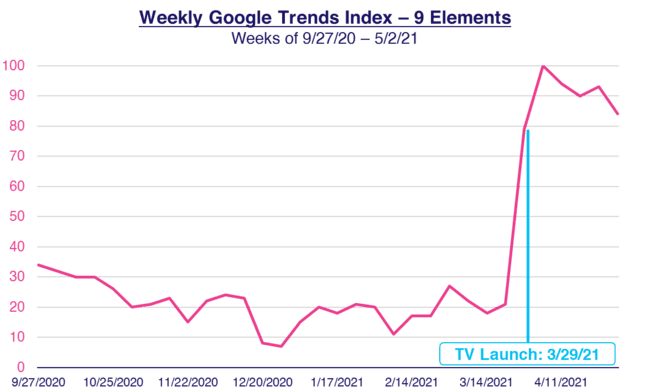 Weekly Google Trends Index – 9 Elements
Weeks of 9/27/20 – 5/2/21
100
90
80
70
60
50
40
30
20
10
0
TV Launch: 3/29/21
9/27/2020 10/25/2020 11/22/2020 12/20/2020 1/17/2021 2/14/2021 3/14/2021 4/11/2021